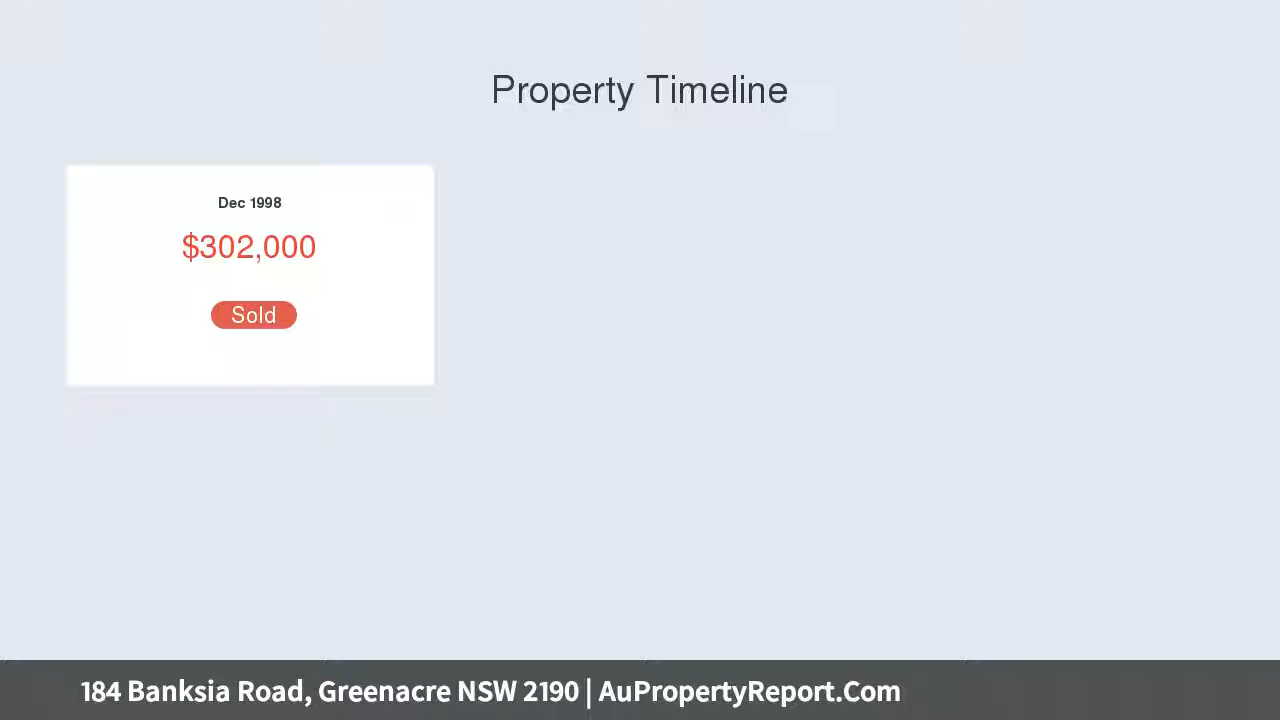 Property Timeline
Dec 1998
$302,000
Sold
184 Banksia Road, Greenacre NSW 2190 | AuPropertyReport.Com